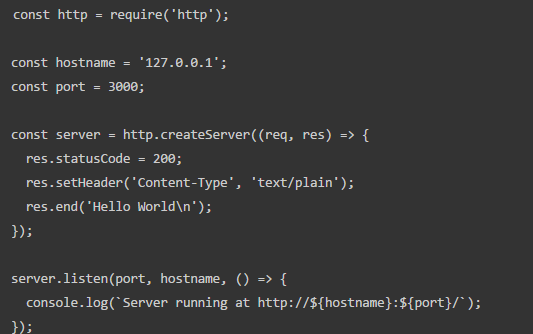 const http = require('http');

const hostname = '127.0.0.1';
const port = 3000;

const server = http.createServer((req, res) => {
  res.statusCode = 200;
  res.setHeader('Content-Type', 'text/plain');
  res.end('Hello World\n');
});

server.listen(port, hostname, () => {
  console.log(`Server running at http://${hostname}:${port}/`);
});